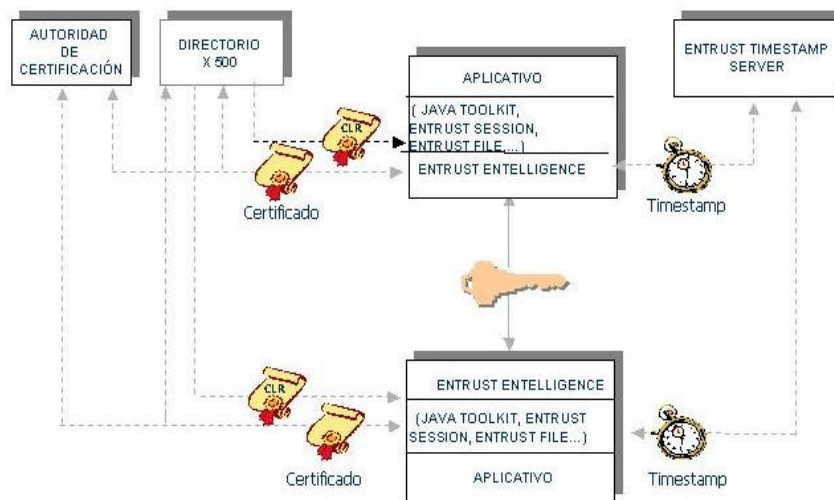 AUTORIDAD
DE
CERTIFICACIÓN
DIRECTORIO
X 500
ENTRUST TIMESTAMP
SERVER
APLICATIVO
( JAVA TOOLKIT,
ENTRUST SESSION,
ENTRUST FILE,...)
ENTRUST ENTELLIGENCE
CLR
Certificado
Timestamp
ENTRUST ENTELLIGENCE
(JAVA TOOLKIT, ENTRUST
SESSION, ENTRUST FILE...)
APLICATIVO
CLR
Certificado
Timestamp